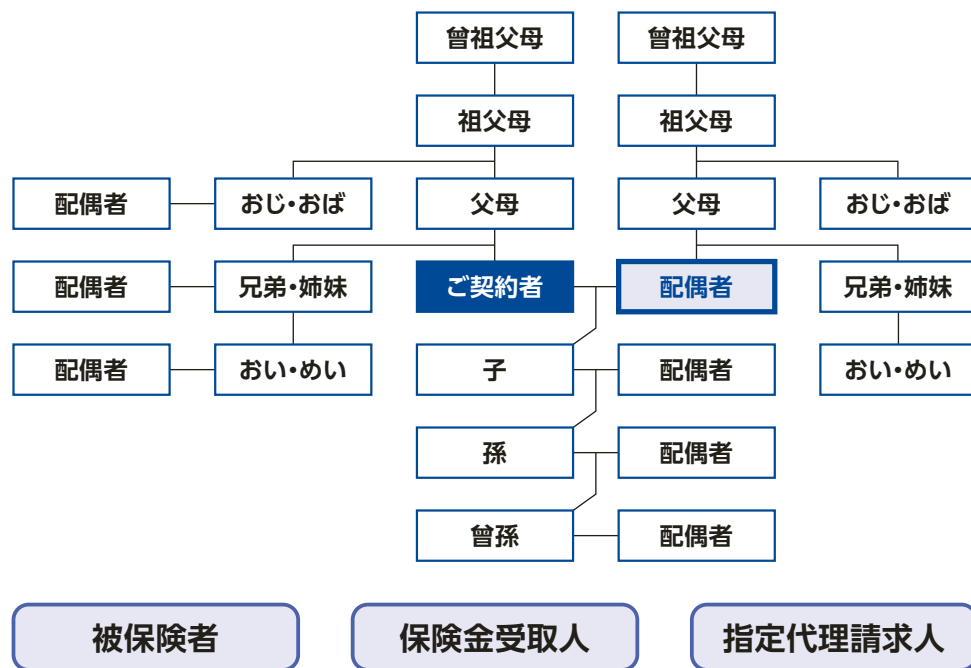 曾祖父母
曾祖父母
祖父母
祖父母
配偶者
おじ・おば
父母
父母
おじ・おば
配偶者
兄弟・姉妹
ご契約者
配偶者
兄弟・姉妹
配偶者
おい・めい
子
配偶者
おい・めい
孫
配偶者
曾孫
配偶者
被保険者
保険金受取人
指定代理請求人